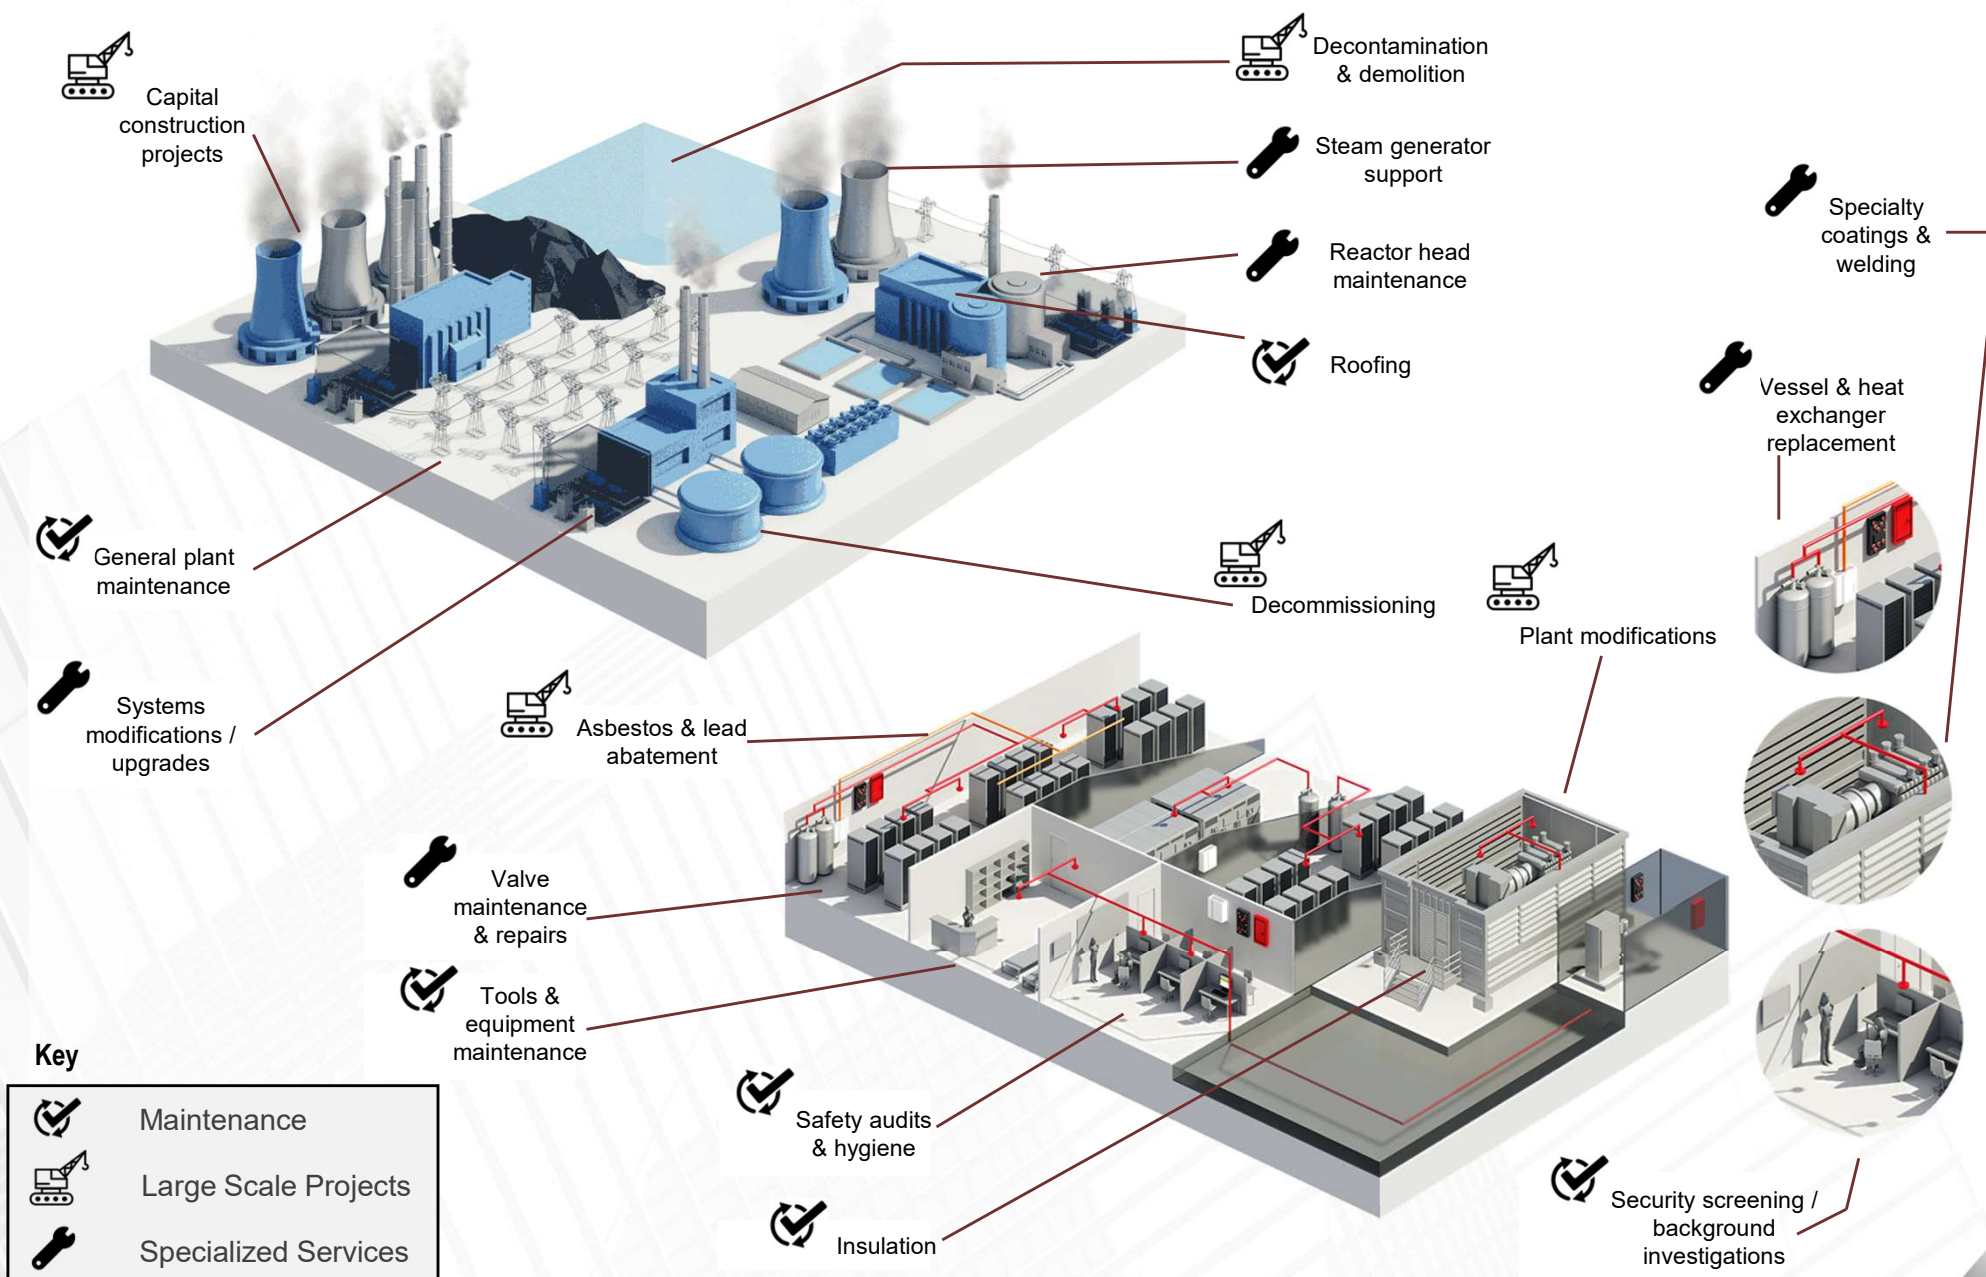 Capital
construction
projects
Decontamination
& demolition
Steam generator
support
Reactor head
maintenance
Roofing
Specialty
coatings &
welding
Vessel & heat
exchanger
replacement
General plant
maintenance
Systems
modifications /
upgrades
Decommissioning
Plant modifications
Asbestos & lead
abatement
Valve
maintenance
& repairs
Tools &
equipment
maintenance
Safety audits
& hygiene
Insulation
Security screening /
background
investigations
Key
Maintenance
Large Scale Projects
Specialized Services